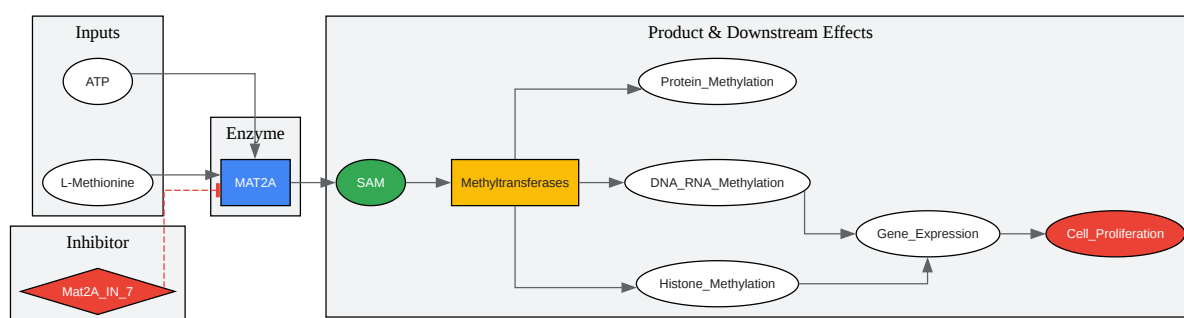 Inputs
ATP
L-Methionine
Enzyme
MAT2A
Inhibitor
Mat2A_IN_7
Product & Downstream Effects
SAM
Methyltransferases
Protein_Methylation
DNA_RNA_Methylation
Histone_Methylation
Gene_Expression
Cell_Proliferation